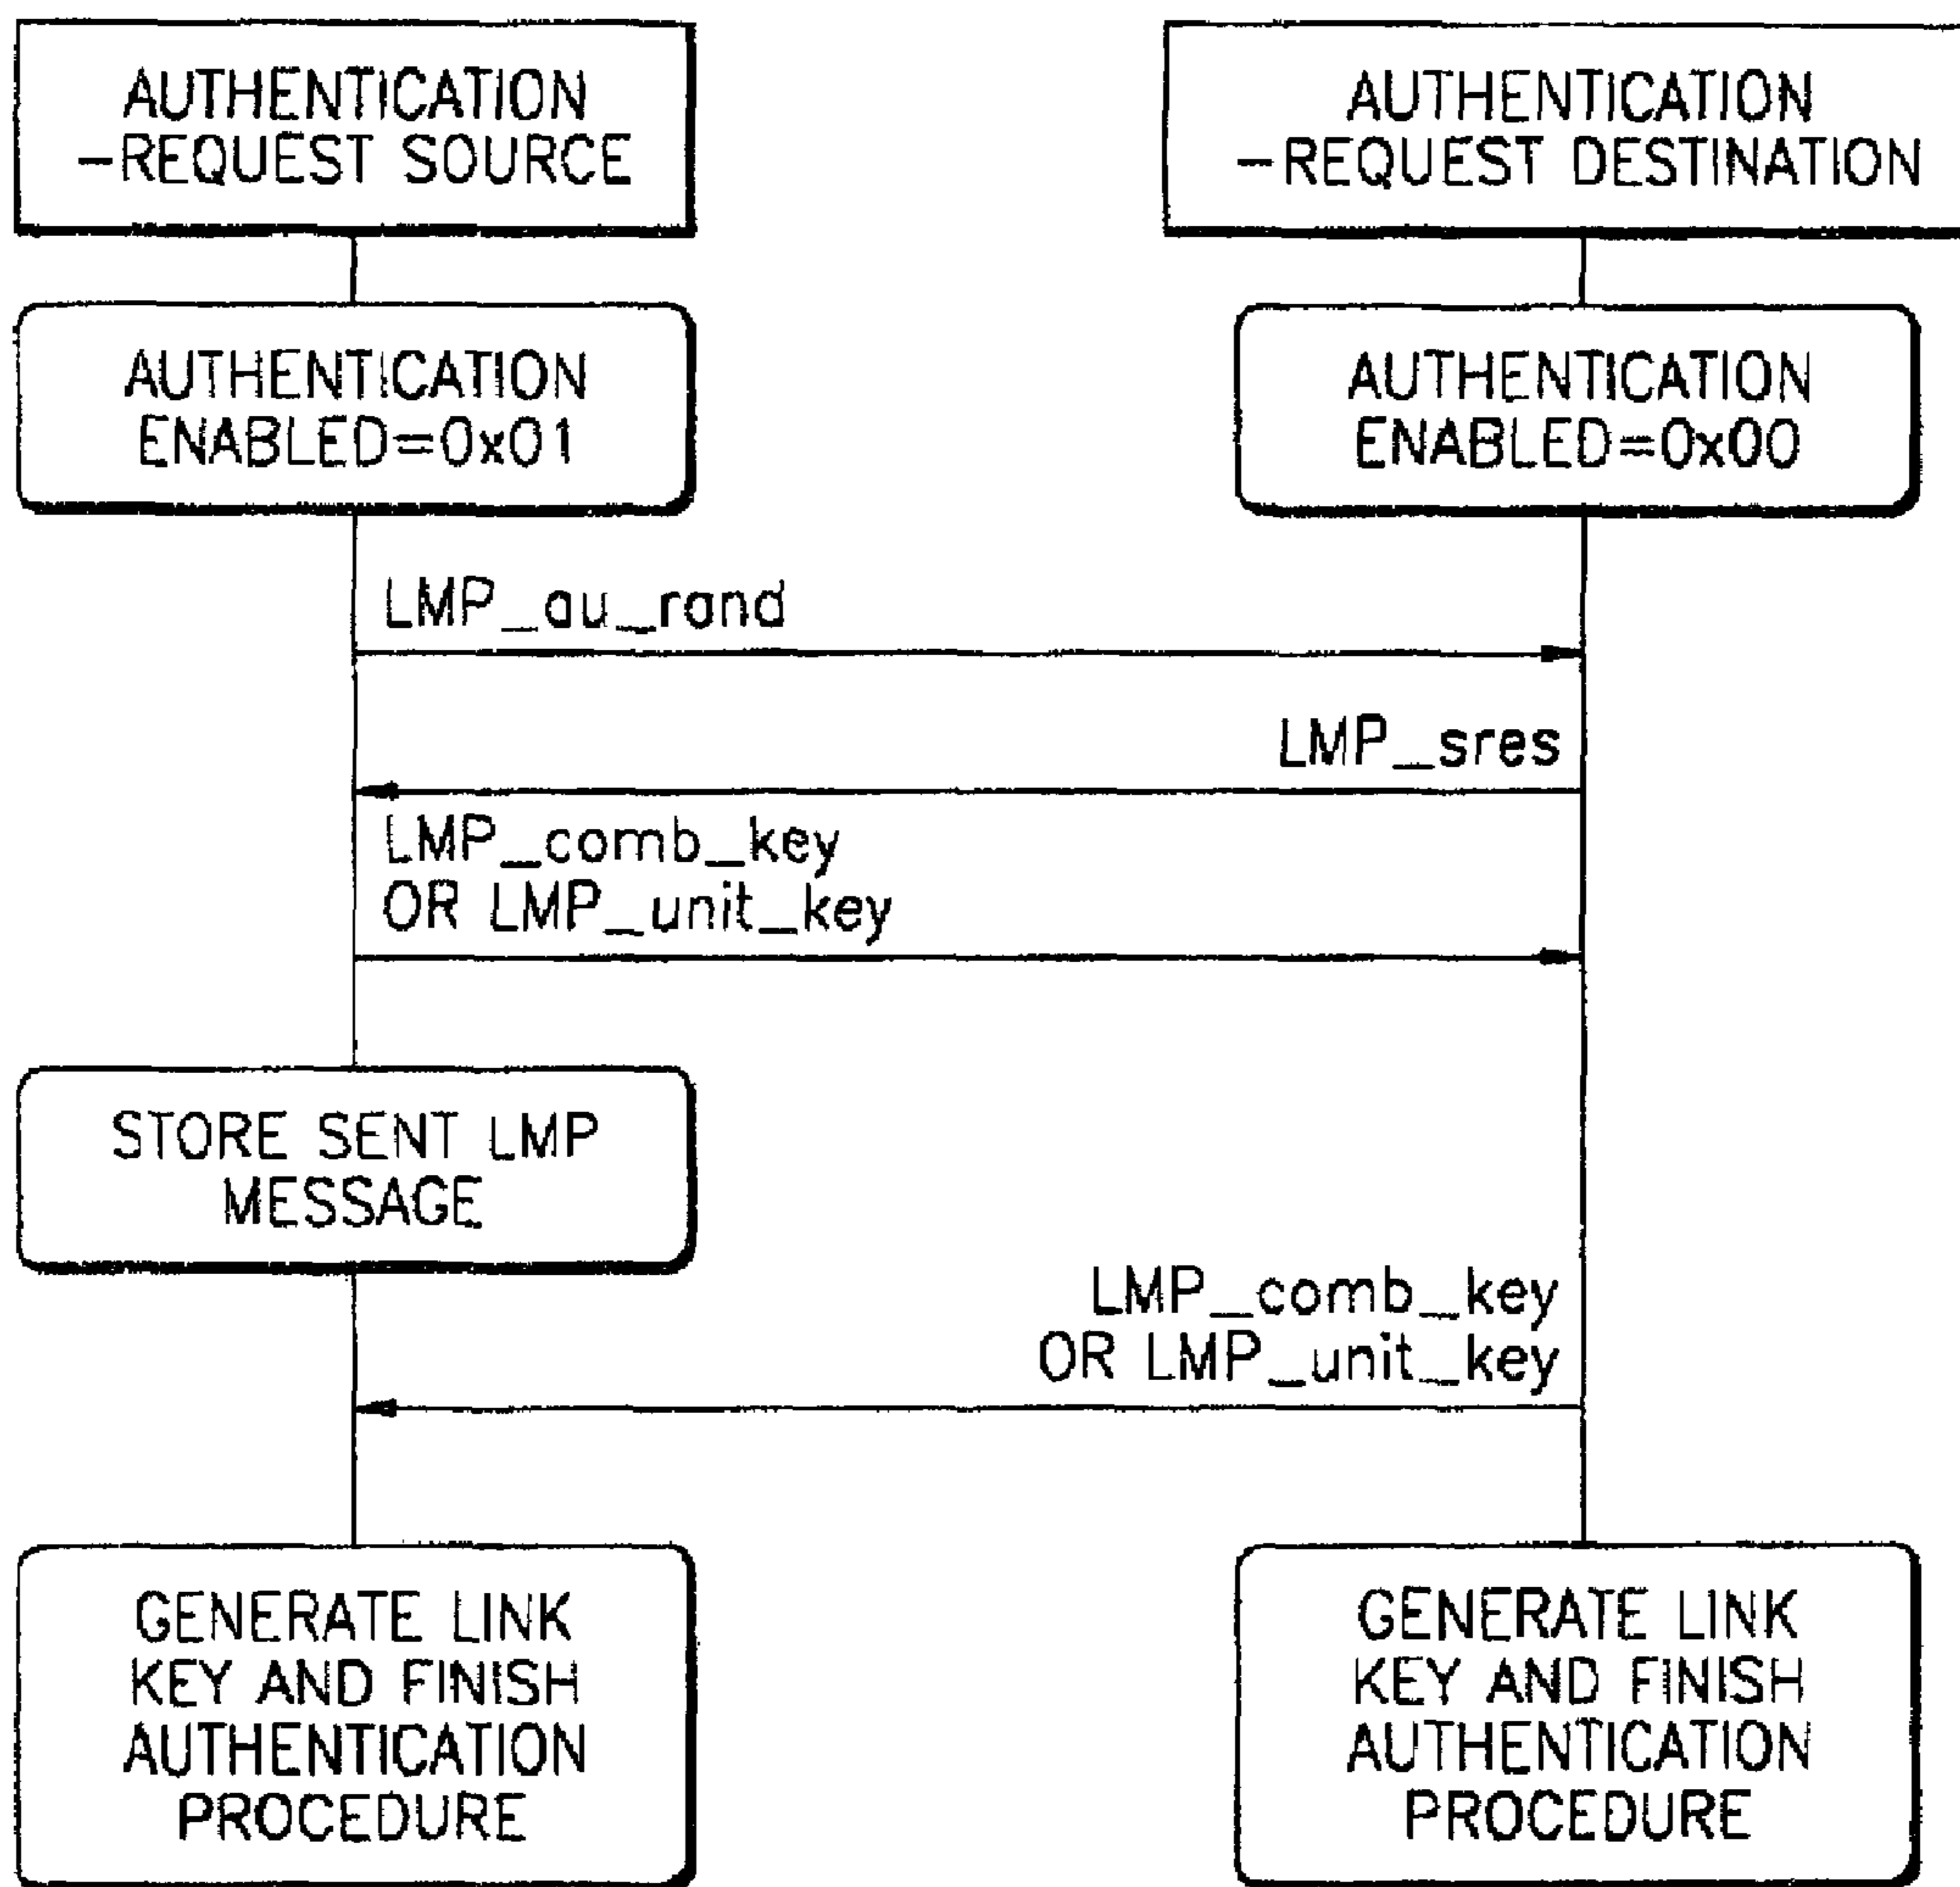 AUTHENTICATION
-REQUEST SOURCE
AUTHENTICATION
-REQUEST DESTINATION
AUTHENTICATION
ENABLED=0x01
AUTHENTICATION
ENABLED=0x00
LMP_au_rand
LMP_sres
LMP_comb_key
OR LMP_unit_key
STORE SENT LMP
MESSAGE
LMP_comb_key
OR LMP_unit_key
GENERATE LINK
KEY AND FINISH
AUTHENTICATION
PROCEDURE
GENERATE LINK
KEY AND FINISH
AUTHENTICATION
PROCEDURE